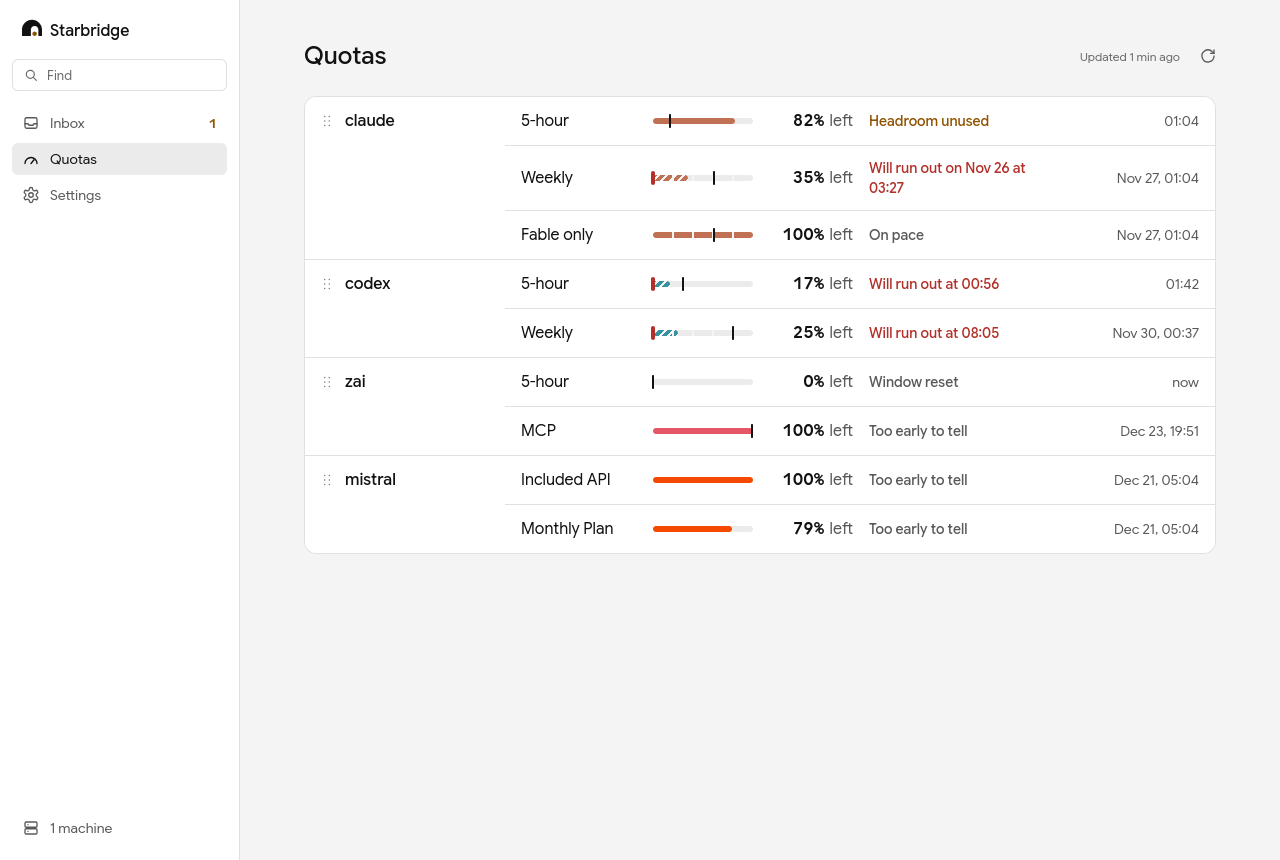 Starbridge
Find
Inbox 1
Quotas
Settings
1 machine
Quotas
Updated 1 min ago
claude 5-hour 82% left Headroom unused 01:04
Weekly 35% left Will run out on Nov 26 at
03:27 Nov 27, 01:04
Fable only 100% left On pace Nov 27, 01:04
codex 5-hour 17% left Will run out at 00:56 01:42
Weekly 25% left Will run out at 08:05 Nov 30, 00:37
zai 5-hour 0% left Window reset now
MCP 100% left Too early to tell Dec 23, 19:51
mistral Included API 100% left Too early to tell Dec 21, 05:04
Monthly Plan 79% left Too early to tell Dec 21, 05:04